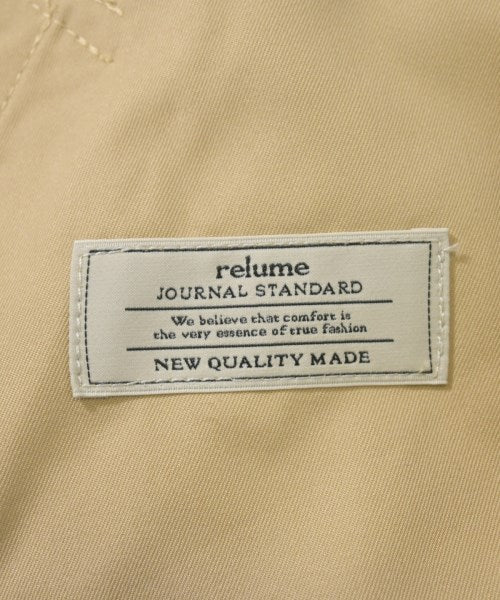 relume
JOURNAL STANDARD
We believe that comfort is
the very essence of true fashion
NEW QUALITY MADE